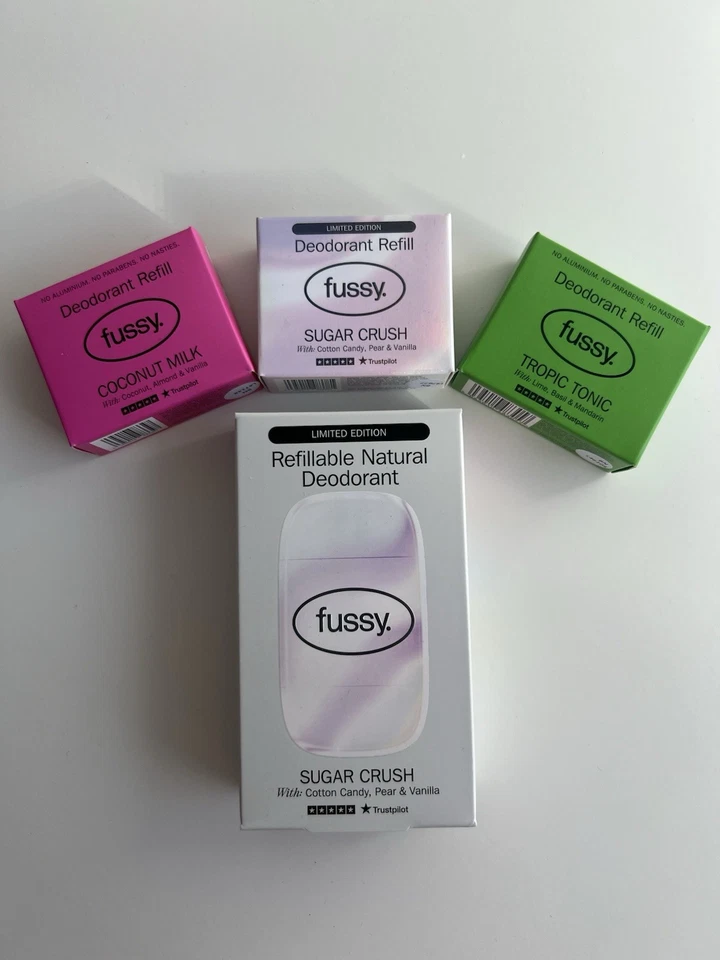 NO ALUMINIUM. NO PARABENS. NO NASTIES.
Deodorant Refill
fussy.
COCONUT MILK
With: Coconut, Almond & Vanilla
Trustpilot
LIMITED EDITION
Deodorant Refill
fussy.
SUGAR CRUSH
With: Cotton Candy, Pear & Vanilla
Trustpilot
NO ALUMINIUM. NO PARABENS. NO NASTIES.
Deodorant Refill
fussy.
TROPIC TONIC
With: Lime, Basil & Mandarin
Trustpilot
LIMITED EDITION
Refillable Natural
Deodorant
fussy.
SUGAR CRUSH
With: Cotton Candy, Pear & Vanilla
Trustpilot